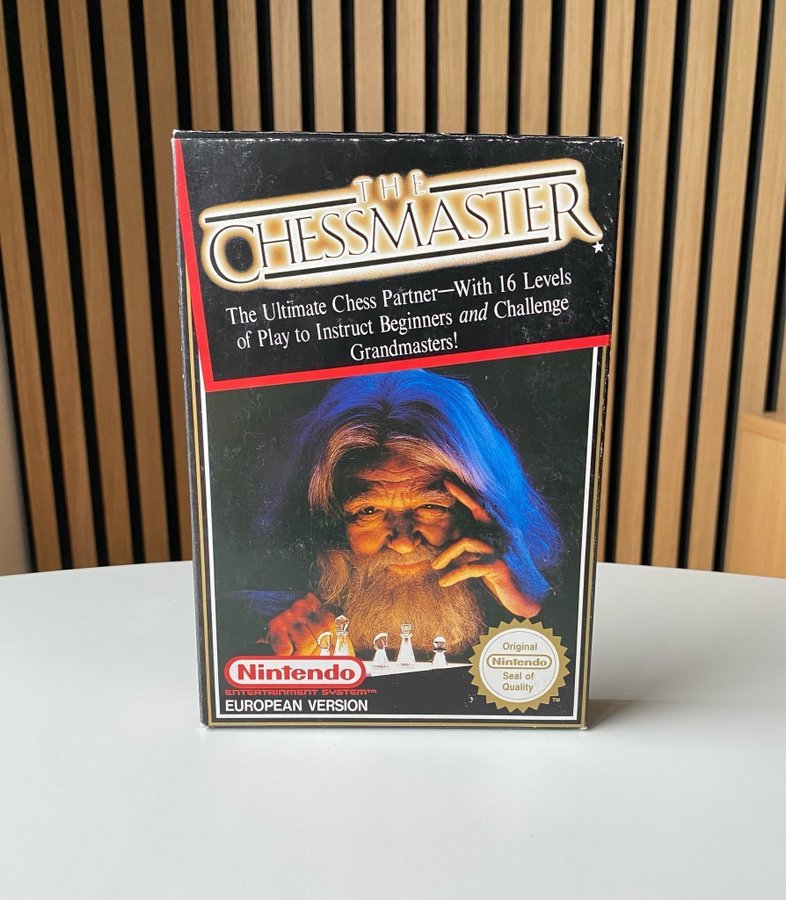 THE
CHESSMASTER
The Ultimate Chess Partner—With 16 Levels
of Play to Instruct Beginners and Challenge
Grandmasters!
Nintendo
ENTERTAINMENT SYSTEM™
EUROPEAN VERSION
Original
Nintendo
Seal of
Quality
TM